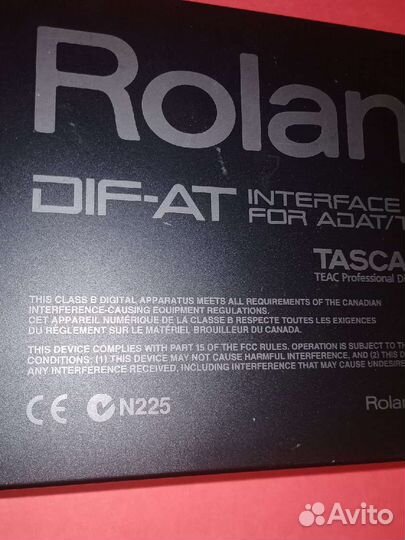 Rolan
DIF-AT INTERFACE
FOR ADAT/T
TASCA
TEAC Professional D
THIS CLASS B DIGITAL APPARATUS MEETS ALL REQUIREMENTS OF THE CANADIAN
INTERFERENCE-CAUSING EQUIPMENT REGULATIONS.
CET APPAREIL NUMÉRIQUE DE LA CLASSE B RESPECTE TOUTES LES EXIGENCES
DU RÈGLEMENT SUR LE MATÉRIEL BROUILLEUR DU CANADA.
THIS DEVICE COMPLIES WITH PART 15 OF THE FCC RULES. OPERATION IS SUBJECT TO TH
CONDITIONS: (1) THIS DEVICE MAY NOT CAUSE HARMFUL INTERFERENCE, AND (2) THIS D
ANY INTERFERENCE RECEIVED, INCLUDING INTERFERENCE THAT MAY CAUSE UNDESIRE
CE N225
Rolan
Avito